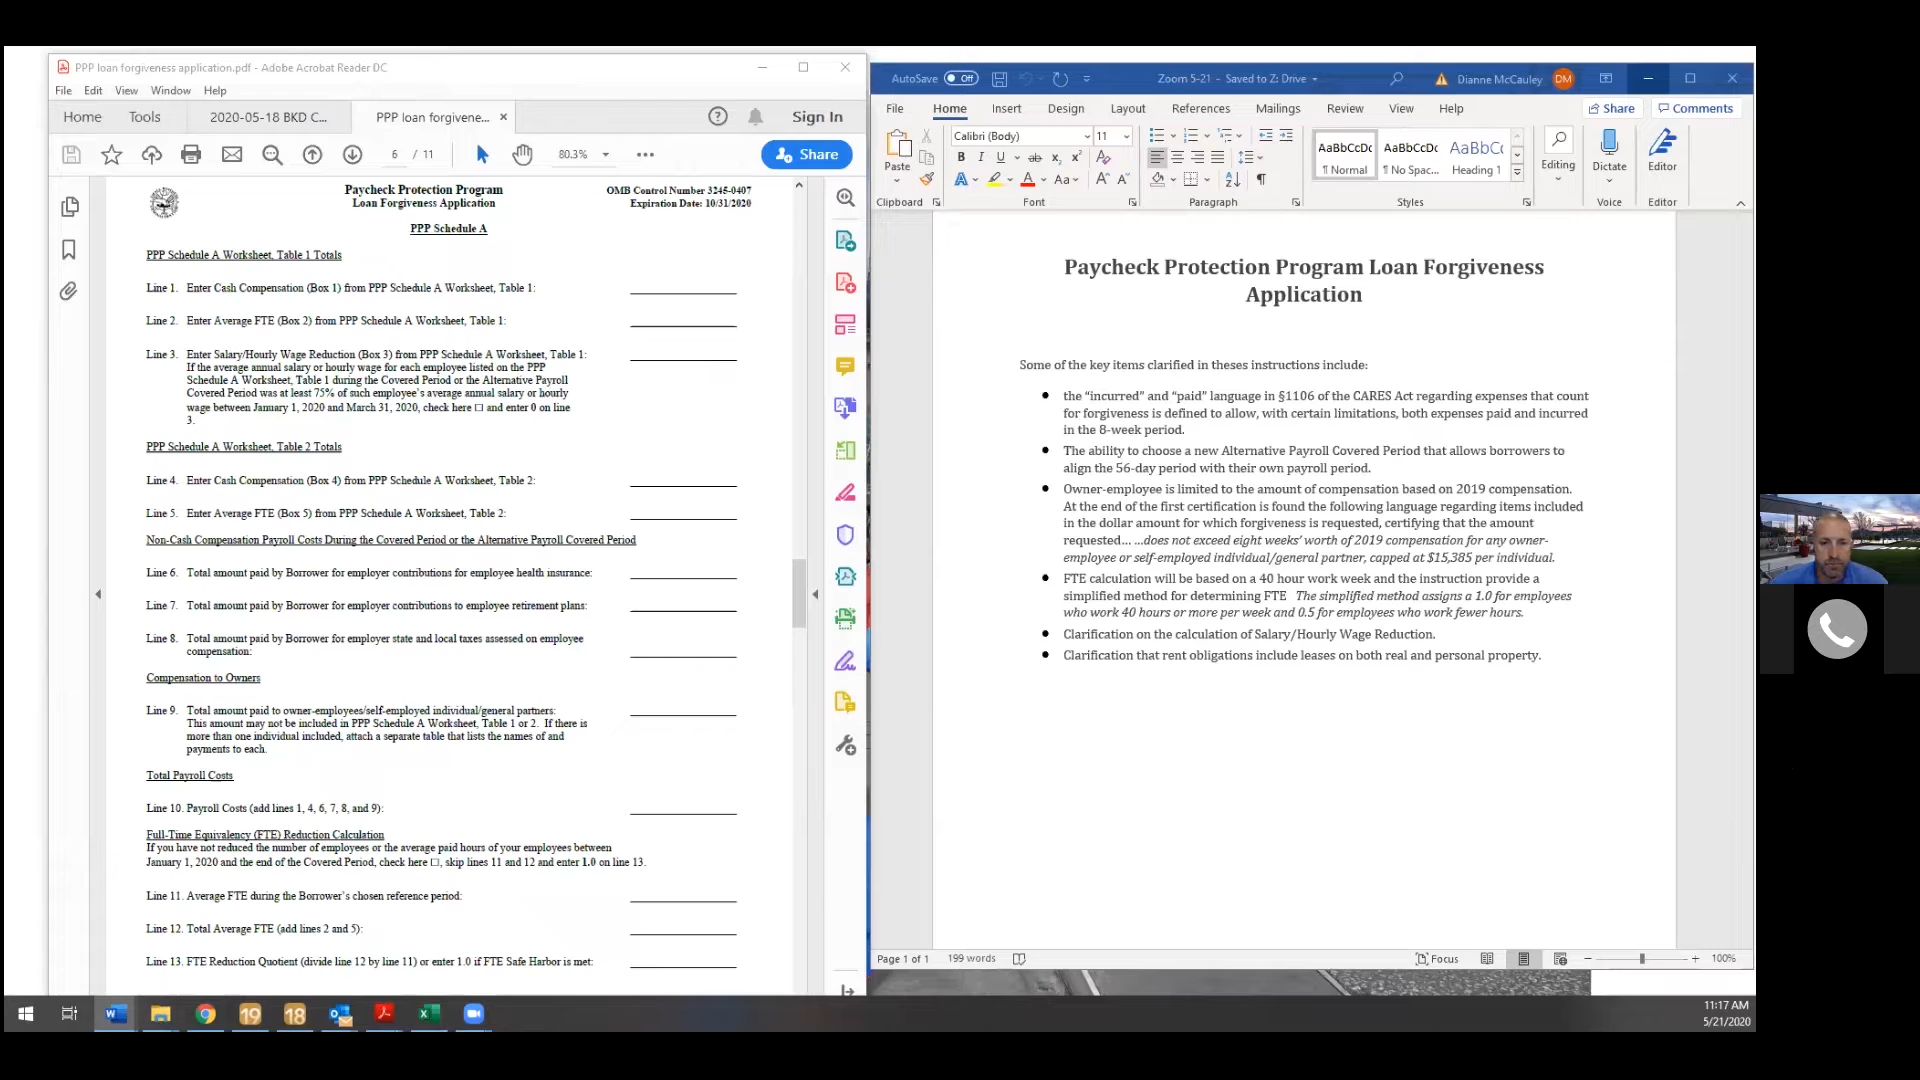 PPP loan forgiveness application.pdf - Adobe Acrobat Reader DC
File Edit View Window Help
Home Tools 2020-05-18 BKD C... PPP loan forgivene... × Sign In
6 / 11 80.3% Share
Paycheck Protection Program
Loan Forgiveness Application
OMB Control Number 3245-0407
Expiration Date: 10/31/2020
PPP Schedule A
PPP Schedule A Worksheet, Table 1 Totals
Line 1. Enter Cash Compensation (Box 1) from PPP Schedule A Worksheet, Table 1:
Line 2. Enter Average FTE (Box 2) from PPP Schedule A Worksheet, Table 1:
Line 3. Enter Salary/Hourly Wage Reduction (Box 3) from PPP Schedule A Worksheet, Table 1:
If the average annual salary or hourly wage for each employee listed on the PPP
Schedule A Worksheet, Table 1 during the Covered Period or the Alternative Payroll
Covered Period was at least 75% of such employee's average annual salary or hourly
wage between January 1, 2020 and March 31, 2020, check here ☐ and enter 0 on line
3.
PPP Schedule A Worksheet, Table 2 Totals
Line 4. Enter Cash Compensation (Box 4) from PPP Schedule A Worksheet, Table 2:
Line 5. Enter Average FTE (Box 5) from PPP Schedule A Worksheet, Table 2:
Non-Cash Compensation Payroll Costs During the Covered Period or the Alternative Payroll Covered Period
Line 6. Total amount paid by Borrower for employer contributions for employee health insurance:
Line 7. Total amount paid by Borrower for employer contributions to employee retirement plans:
Line 8. Total amount paid by Borrower for employer state and local taxes assessed on employee
compensation:
Compensation to Owners
Line 9. Total amount paid to owner-employees/self-employed individual/general partners:
This amount may not be included in PPP Schedule A Worksheet, Table 1 or 2. If there is
more than one individual included, attach a separate table that lists the names of and
payments to each.
Total Payroll Costs
Line 10. Payroll Costs (add lines 1, 4, 6, 7, 8, and 9):
Full-Time Equivalency (FTE) Reduction Calculation
If you have not reduced the number of employees or the average paid hours of your employees between
January 1, 2020 and the end of the Covered Period, check here ☐, skip lines 11 and 12 and enter 1.0 on line 13.
Line 11. Average FTE during the Borrower's chosen reference period:
Line 12. Total Average FTE (add lines 2 and 5):
Line 13. FTE Reduction Quotient (divide line 12 by line 11) or enter 1.0 if FTE Safe Harbor is met:
AutoSave Off Zoom 5-21 - Saved to Z: Drive Dianne McCauley DM
File Home Insert Design Layout References Mailings Review View Help Share Comments
Calibri (Body) 11
AaBbCcDc AaBbCcDc AaBbCc
¶ Normal ¶ No Spac... Heading 1
Paste Editing Dictate Editor
Clipboard Font Paragraph Styles Voice Editor
Paycheck Protection Program Loan Forgiveness
Application
Some of the key items clarified in theses instructions include:
• the “incurred” and “paid” language in §1106 of the CARES Act regarding expenses that count
for forgiveness is defined to allow, with certain limitations, both expenses paid and incurred
in the 8-week period.
• The ability to choose a new Alternative Payroll Covered Period that allows borrowers to
align the 56-day period with their own payroll period.
• Owner-employee is limited to the amount of compensation based on 2019 compensation.
At the end of the first certification is found the following language regarding items included
in the dollar amount for which forgiveness is requested, certifying that the amount
requested… …does not exceed eight weeks’ worth of 2019 compensation for any owner-
employee or self-employed individual/general partner, capped at $15,385 per individual.
• FTE calculation will be based on a 40 hour work week and the instruction provide a
simplified method for determining FTE The simplified method assigns a 1.0 for employees
who work 40 hours or more per week and 0.5 for employees who work fewer hours.
• Clarification on the calculation of Salary/Hourly Wage Reduction.
• Clarification that rent obligations include leases on both real and personal property.
Page 1 of 1 199 words Focus 100%
19 18
11:17 AM
5/21/2020